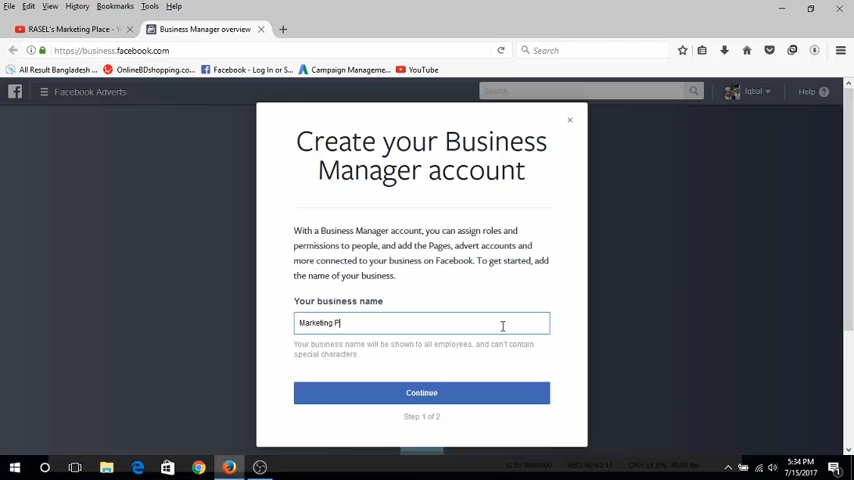 File Edit View History Bookmarks Tools Help
RASEL's Marketing Place - Y
Business Manager overview
https://business.facebook.com
Search
All Result Bangladesh ...
OnlineBDshopping.co...
Facebook - Log In or S...
Campaign Manageme...
YouTube
Facebook Adverts
Search
Iqbal
Help
Create your Business
Manager account
With a Business Manager account, you can assign roles and
permissions to people, and add the Pages, advert accounts and
more connected to your business on Facebook. To get started, add
the name of your business.
Your business name
Marketing P
Your business name will be shown to all employees, and can't contain
special characters.
Continue
Step 1 of 2
5:34 PM
7/15/2017